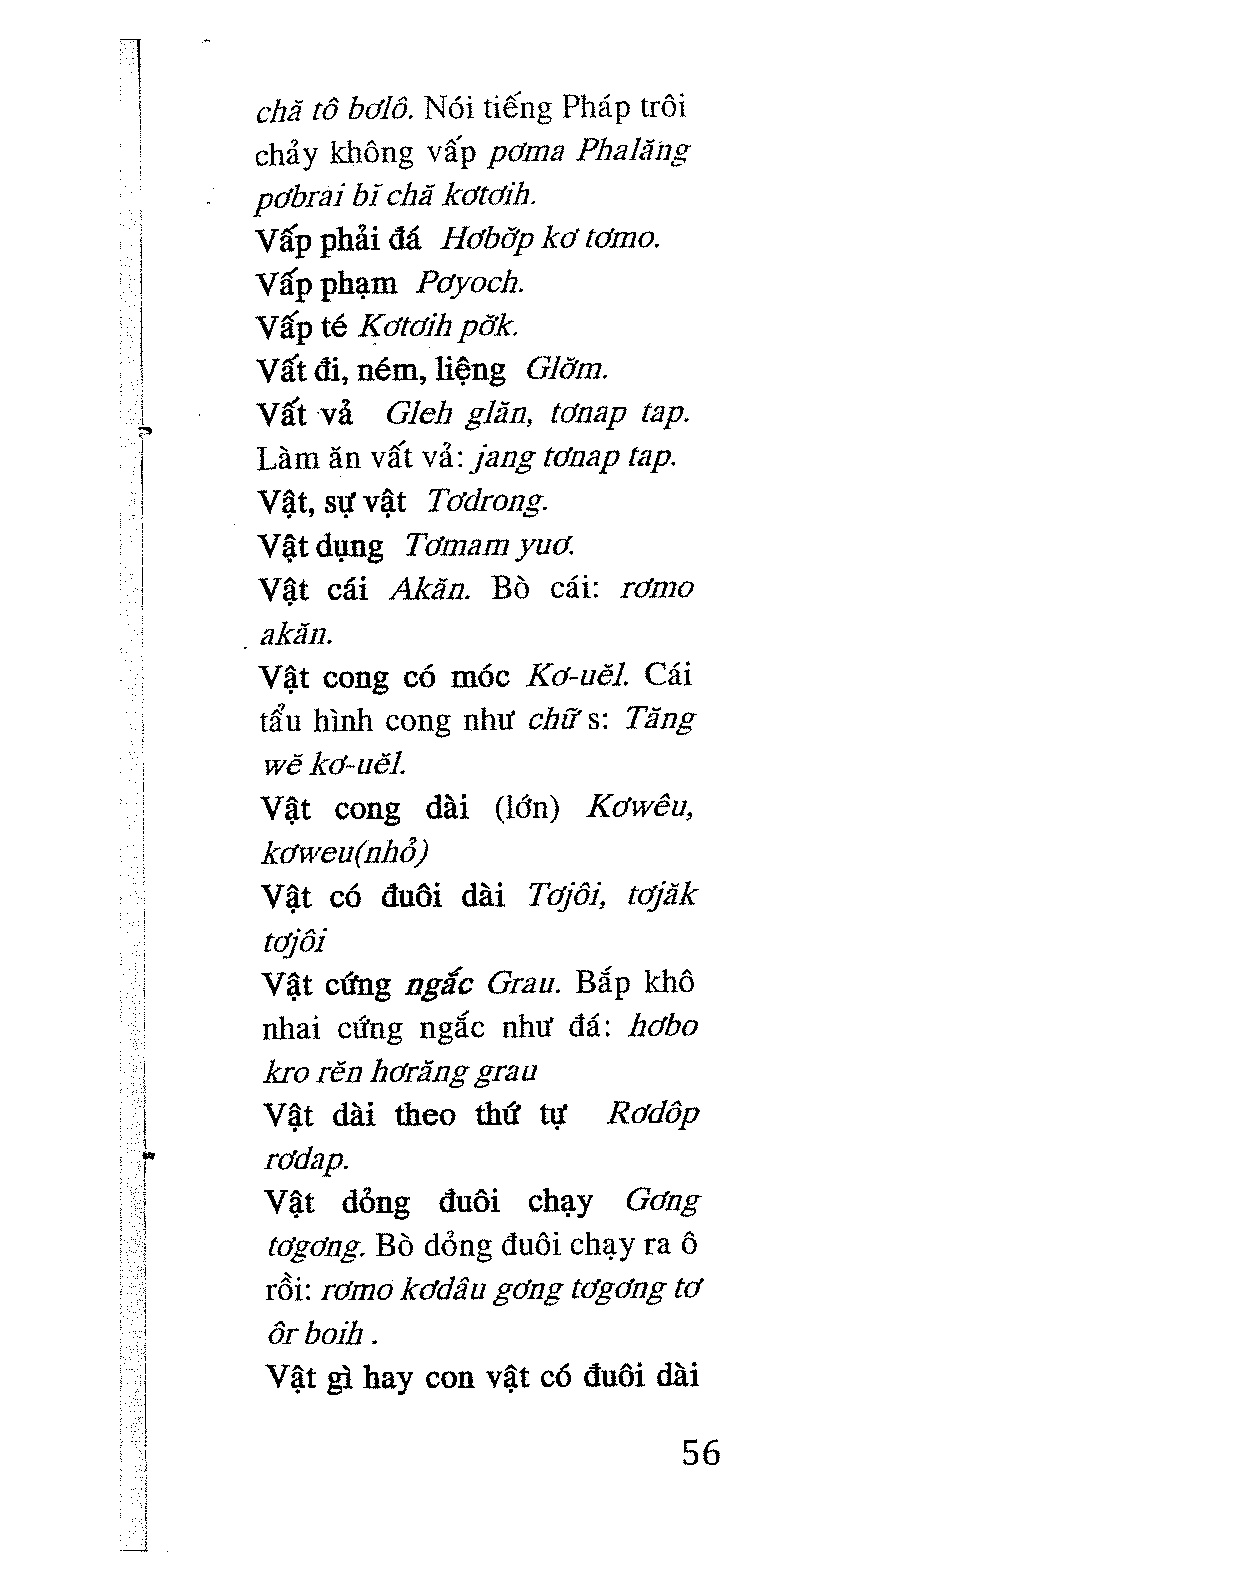 chă tô bơlô. Nói tiếng Pháp trôi
chảy không vấp pơma Phalăng
pơbrai bĭ chă kơtơih.
Vấp phải đá Hơbơ̆p kơ tơmo.
Vấp phạm Pơyoch.
Vấp té Kơtơih pơ̆k.
Vất đi, ném, liệng Glơ̆m.
Vất vả Gleh glăn, tơnap tap.
Làm ăn vất vả: jang tơnap tap.
Vật, sự vật Tơdrong.
Vật dụng Tơmam yuơ.
Vật cái Akăn. Bò cái: rơmo
akăn.
Vật cong có móc Kơ-uĕl. Cái
tẩu hình cong như chữ s: Tăng
wĕ kơ-uĕl.
Vật cong dài (lớn) Kơwêu,
kơweu(nhỏ)
Vật có đuôi dài Tơjôi, tơjăk
tơjôi
Vật cứng ngắc Grau. Bắp khô
nhai cứng ngắc như đá: hơbo
kro rĕn hơrăng grau
Vật dài theo thứ tự Rơdôp
rơdap.
Vật dỏng đuôi chạy Gơng
tơgơng. Bò dỏng đuôi chạy ra ô
rồi: rơmo kơdâu gơng tơgơng tơ
ôr boih .
Vật gì hay con vật có đuôi dài
56